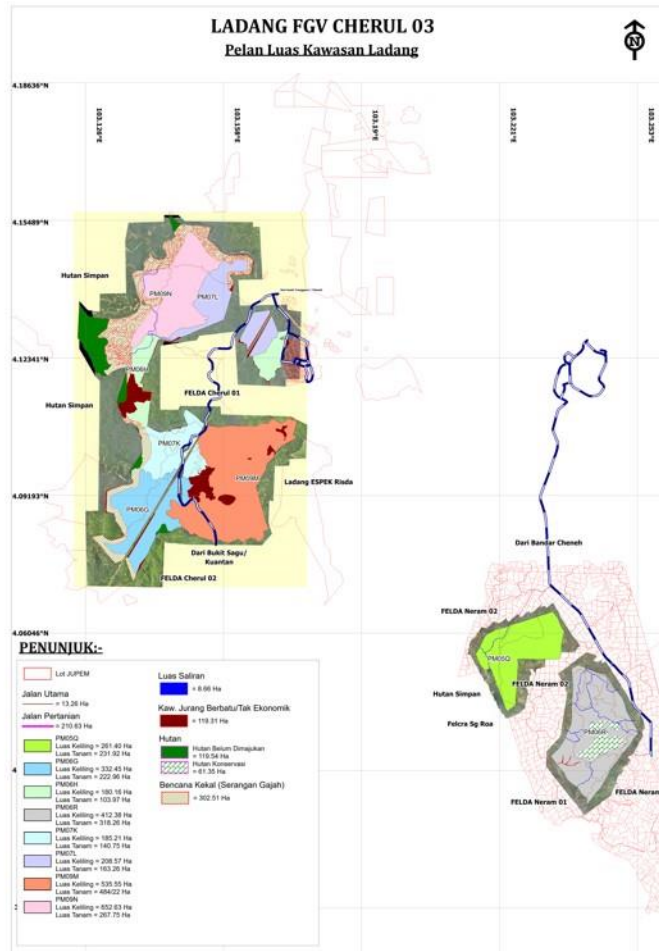 LADANG FGV CHERUL 03
Pelan Luas Kawasan Ladang
N
103.126°E
103.158°E
103.19°E
103.221°E
103.253°E
4.18636°N
4.15489°N
4.12341°N
4.09193°N
4.06046°N
Hutan Simpan
PM09N
PM07L
PM06H
Hutan Simpan
FELDA Cherul 01
PM07K
PM09M
Ladang ESPEK Risda
PM06G
Dari Bukit Sagu/
Kuantan
FELDA Cherul 02
Dari Bandar Cheneh
FELDA Neram 02
PM05Q
FELDA Neram 02
Hutan Simpan
Felcra Sg Roa
PM06R
FELDA Neram 01
FELDA Neram
PENUNJUK:-
Lot JUPEM
Jalan Utama
= 13.26 Ha
Jalan Pertanian
= 210.63 Ha
PM05Q
Luas Keliling = 261.40 Ha
Luas Tanam = 231.92 Ha
PM06G
Luas Keliling = 332.45 Ha
Luas Tanam = 222.96 Ha
PM06H
Luas Keliling = 180.16 Ha
Luas Tanam = 103.97 Ha
PM06R
Luas Keliling = 412.38 Ha
Luas Tanam = 318.26 Ha
PM07K
Luas Keliling = 185.21 Ha
Luas Tanam = 140.75 Ha
PM07L
Luas Keliling = 208.57 Ha
Luas Tanam = 163.26 Ha
PM09M
Luas Keliling = 535.55 Ha
Luas Tanam = 484/22 Ha
PM09N
Luas Keliling = 652.63 Ha
Luas Tanam = 267.75 Ha
Luas Saliran
= 8.66 Ha
Kaw. Jurang Berbatu/Tak Ekonomik
= 119.31 Ha
Hutan
Hutan Belum Dimajukan
= 119.54 Ha
Hutan Konservasi
= 61.35 Ha
Bencana Kekal (Serangan Gajah)
= 302.51 Ha